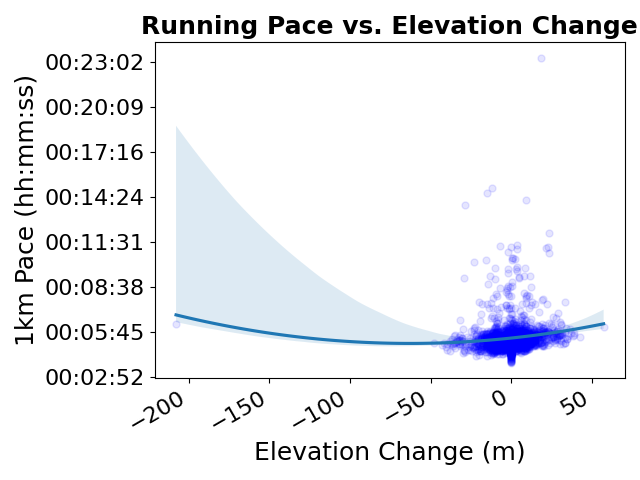 Running Pace vs. Elevation Change
1km Pace (hh:mm:ss)
00:23:02
00:20:09
00:17:16
00:14:24
00:11:31
00:08:38
00:05:45
00:02:52
−200 −150 −100 −50 0 50
Elevation Change (m)